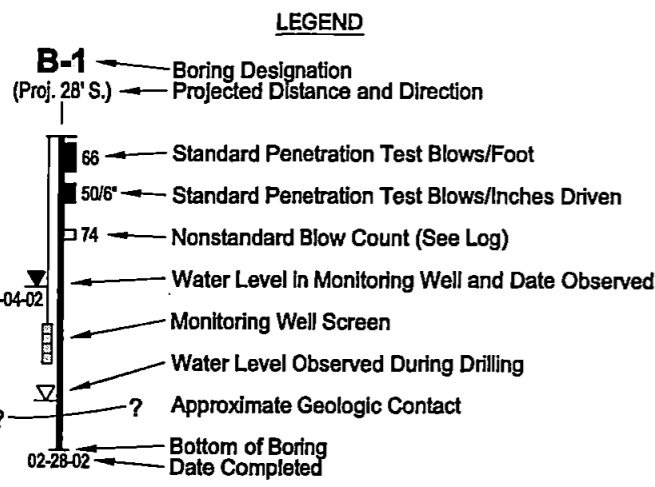 LEGEND
B-1 Boring Designation
(Proj. 28' S.) Projected Distance and Direction
66 Standard Penetration Test Blows/Foot
50/6" Standard Penetration Test Blows/Inches Driven
74 Nonstandard Blow Count (See Log)
Water Level in Monitoring Well and Date Observed
-04-02
Monitoring Well Screen
Water Level Observed During Drilling
? ? Approximate Geologic Contact
Bottom of Boring
02-28-02 Date Completed